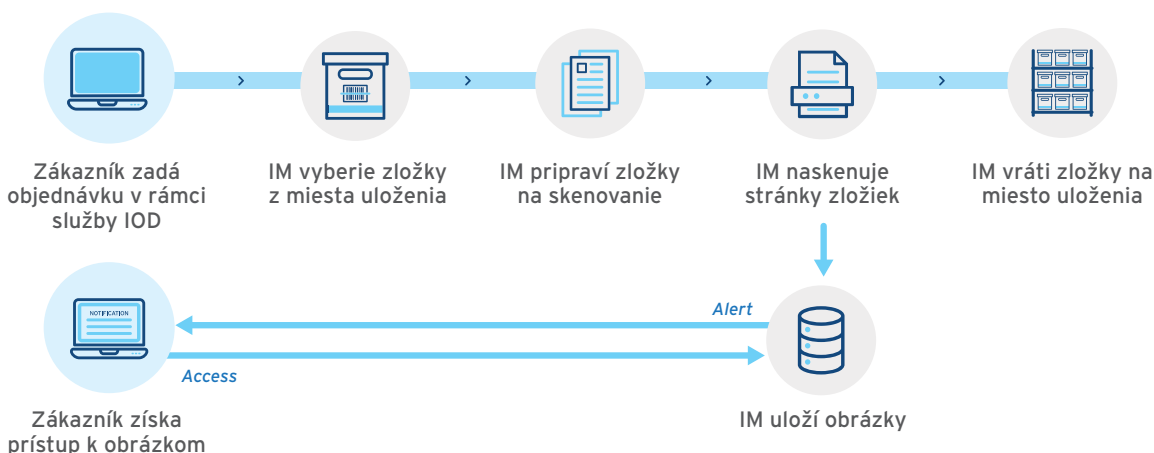 Zákazník zadá
objednávku v rámci
služby IOD
IM vyberie zložky
z miesta uloženia
IM pripraví zložky
na skenovanie
IM naskenuje
stránky zložiek
IM vráti zložky na
miesto uloženia
NOTIFICATION
Alert
Access
Zákazník získa
prístup k obrázkom
IM uloží obrázky